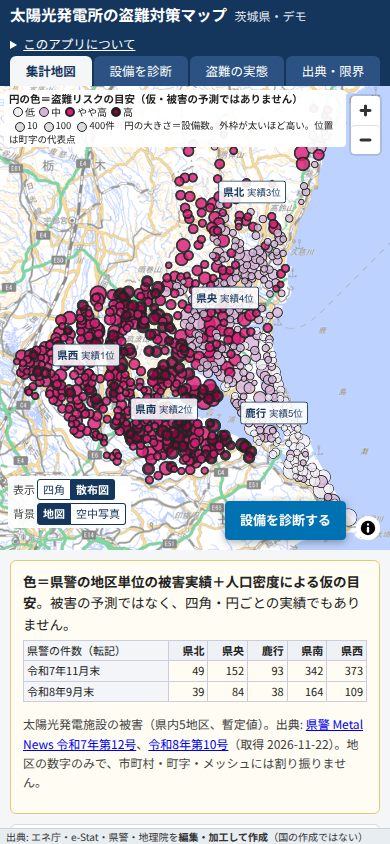 太陽光発電所の盗難対策マップ 茨城県・デモ
▶ このアプリについて
集計地図 設備を診断 盗難の実態 出典・限界
円の色＝盗難リスクの目安（仮・被害の予測ではありません）
低 中 やや高 高
10 100 400件 円の大きさ＝設備数。外枠が太いほど高い。位置
は町字の代表点
+
−
栃 木
県北 実績3位
県央 実績4位
県西 実績1位
県南 実績2位
鹿行 実績5位
表示 四角 散布図
背景 地図 空中写真
設備を診断する
色＝県警の地区単位の被害実績＋人口密度による仮の目
安。被害の予測ではなく、四角・円ごとの実績でもあり
ません。
県警の件数（転記） 県北 県央 鹿行 県南 県西
令和7年11月末 49 152 93 342 373
令和8年9月末 39 84 38 164 109
太陽光発電施設の被害（県内5地区、暫定値）。出典: 県警 Metal
News 令和7年第12号、令和8年第10号（取得 2026-11-22）。地
区の数字のみで、市町村・町字・メッシュには割り振りませ
ん。
出典: エネ庁・e-Stat・県警・地理院を編集・加工して作成（国の作成ではない）